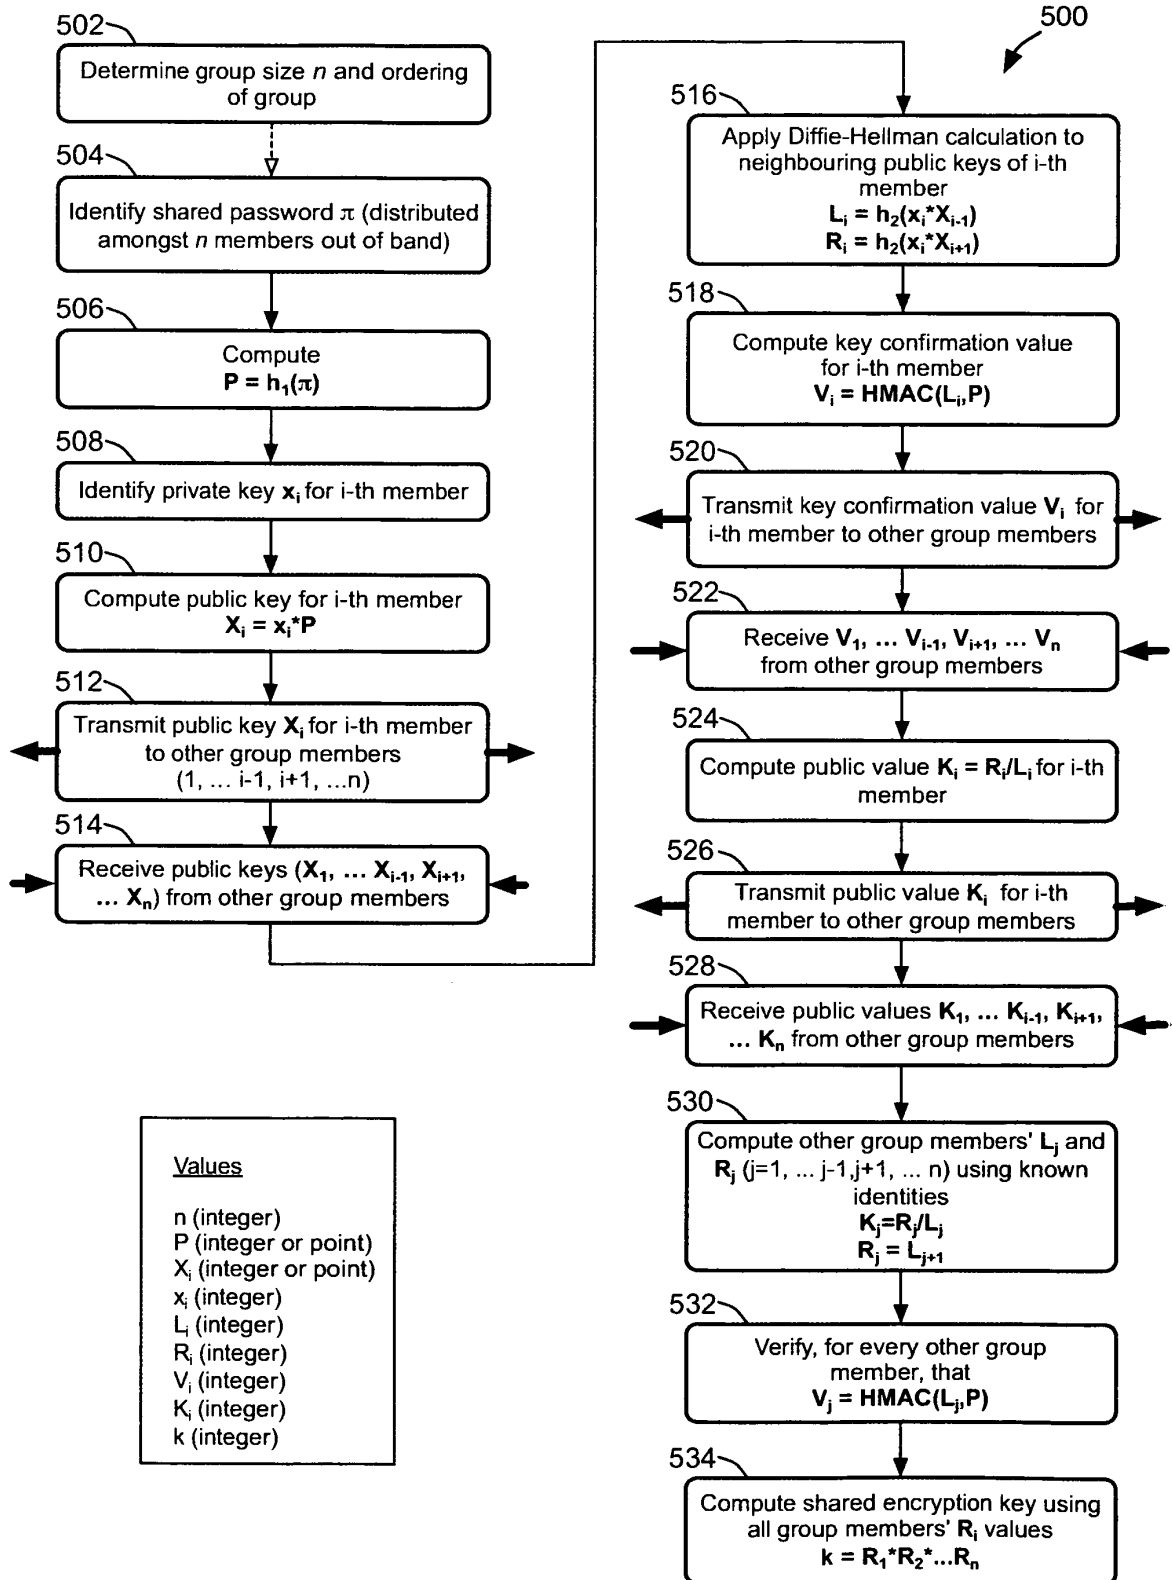 500
502
Determine group size n and ordering
of group
504
Identify shared password π (distributed
amongst n members out of band)
506
Compute
P = h₁(π)
508
Identify private key xᵢ for i-th member
510
Compute public key for i-th member
Xᵢ = xᵢ*P
512
Transmit public key Xᵢ for i-th member
to other group members
(1, ... i-1, i+1, ...n)
514
Receive public keys (X₁, ... Xᵢ₋₁, Xᵢ₊₁,
... Xₙ) from other group members
516
Apply Diffie-Hellman calculation to
neighbouring public keys of i-th
member
Lᵢ = h₂(xᵢ*Xᵢ₋₁)
Rᵢ = h₂(xᵢ*Xᵢ₊₁)
518
Compute key confirmation value
for i-th member
Vᵢ = HMAC(Lᵢ,P)
520
Transmit key confirmation value Vᵢ for
i-th member to other group members
522
Receive V₁, ... Vᵢ₋₁, Vᵢ₊₁, ... Vₙ
from other group members
524
Compute public value Kᵢ = Rᵢ/Lᵢ for i-th
member
526
Transmit public value Kᵢ for i-th
member to other group members
528
Receive public values K₁, ... Kᵢ₋₁, Kᵢ₊₁,
... Kₙ from other group members
530
Compute other group members' Lⱼ and
Rⱼ (j=1, ... j-1,j+1, ... n) using known
identities
Kⱼ=Rⱼ/Lⱼ
Rⱼ = Lⱼ₊₁
532
Verify, for every other group
member, that
Vⱼ = HMAC(Lⱼ,P)
534
Compute shared encryption key using
all group members' Rᵢ values
k = R₁*R₂*...Rₙ
Values
n (integer)
P (integer or point)
Xᵢ (integer or point)
xᵢ (integer)
Lᵢ (integer)
Rᵢ (integer)
Vᵢ (integer)
Kᵢ (integer)
k (integer)